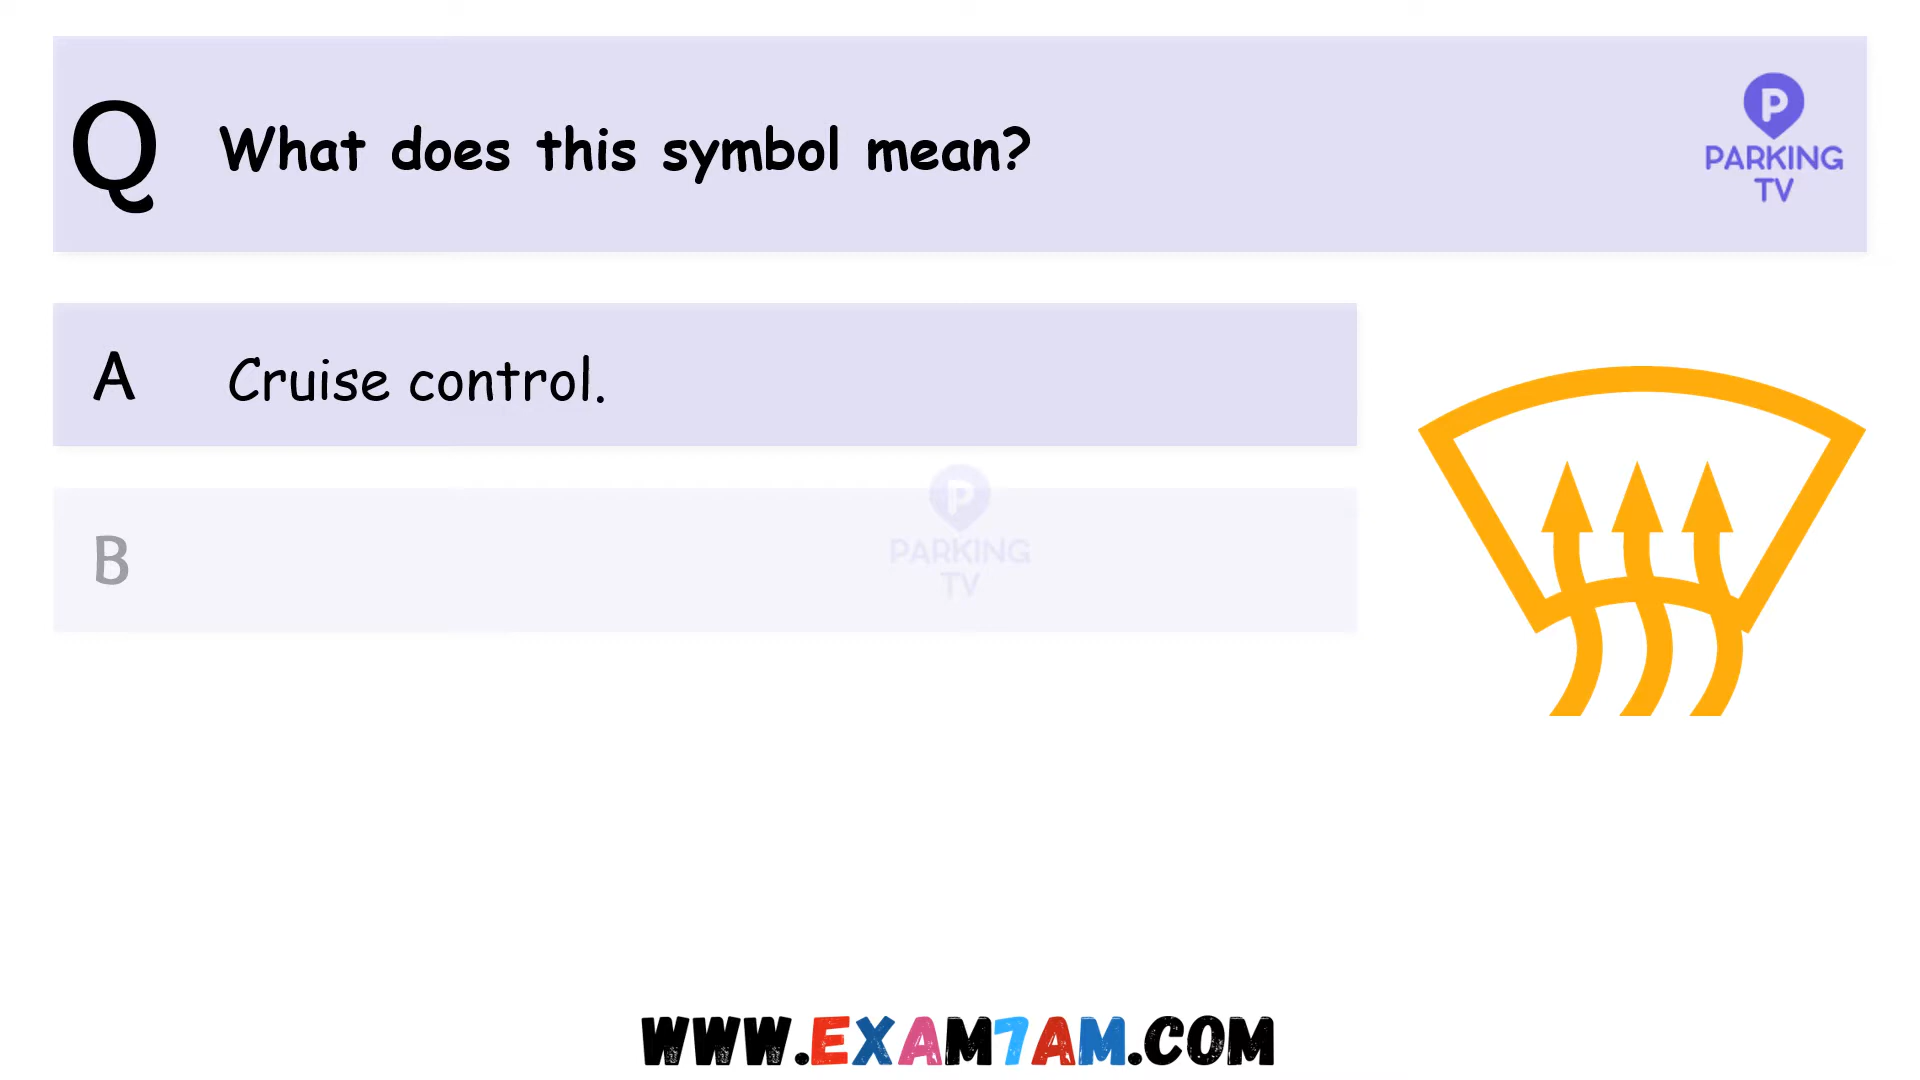 Q What does this symbol mean?
P
PARKING
TV
A Cruise control.
B
P
PARKING
TV
WWW.EXAM7AM.COM